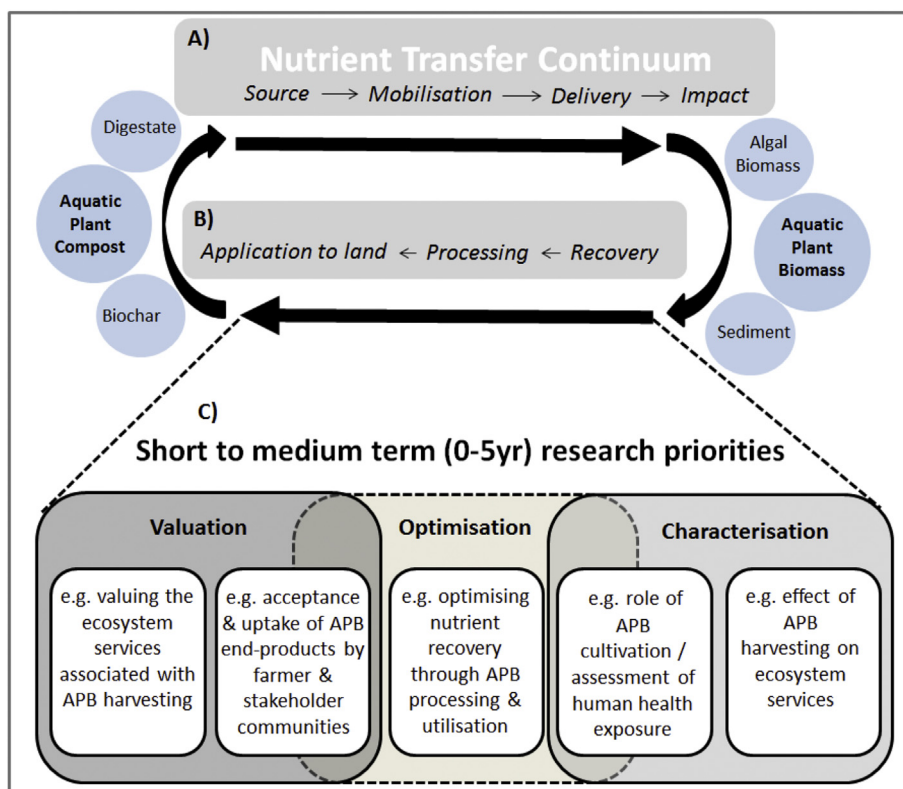 A)
Nutrient Transfer Continuum
Source → Mobilisation → Delivery → Impact
Digestate
Algal
Biomass
Aquatic
Plant
Compost
Aquatic
Plant
Biomass
B)
Application to land ← Processing ← Recovery
Biochar
Sediment
C)
Short to medium term (0-5yr) research priorities
Valuation
Optimisation
Characterisation
e.g. valuing the
ecosystem
services
associated with
APB harvesting
e.g. acceptance
& uptake of APB
end-products by
farmer &
stakeholder
communities
e.g. optimising
nutrient
recovery
through APB
processing &
utilisation
e.g. role of
APB
cultivation /
assessment of
human health
exposure
e.g. effect of
APB
harvesting on
ecosystem
services